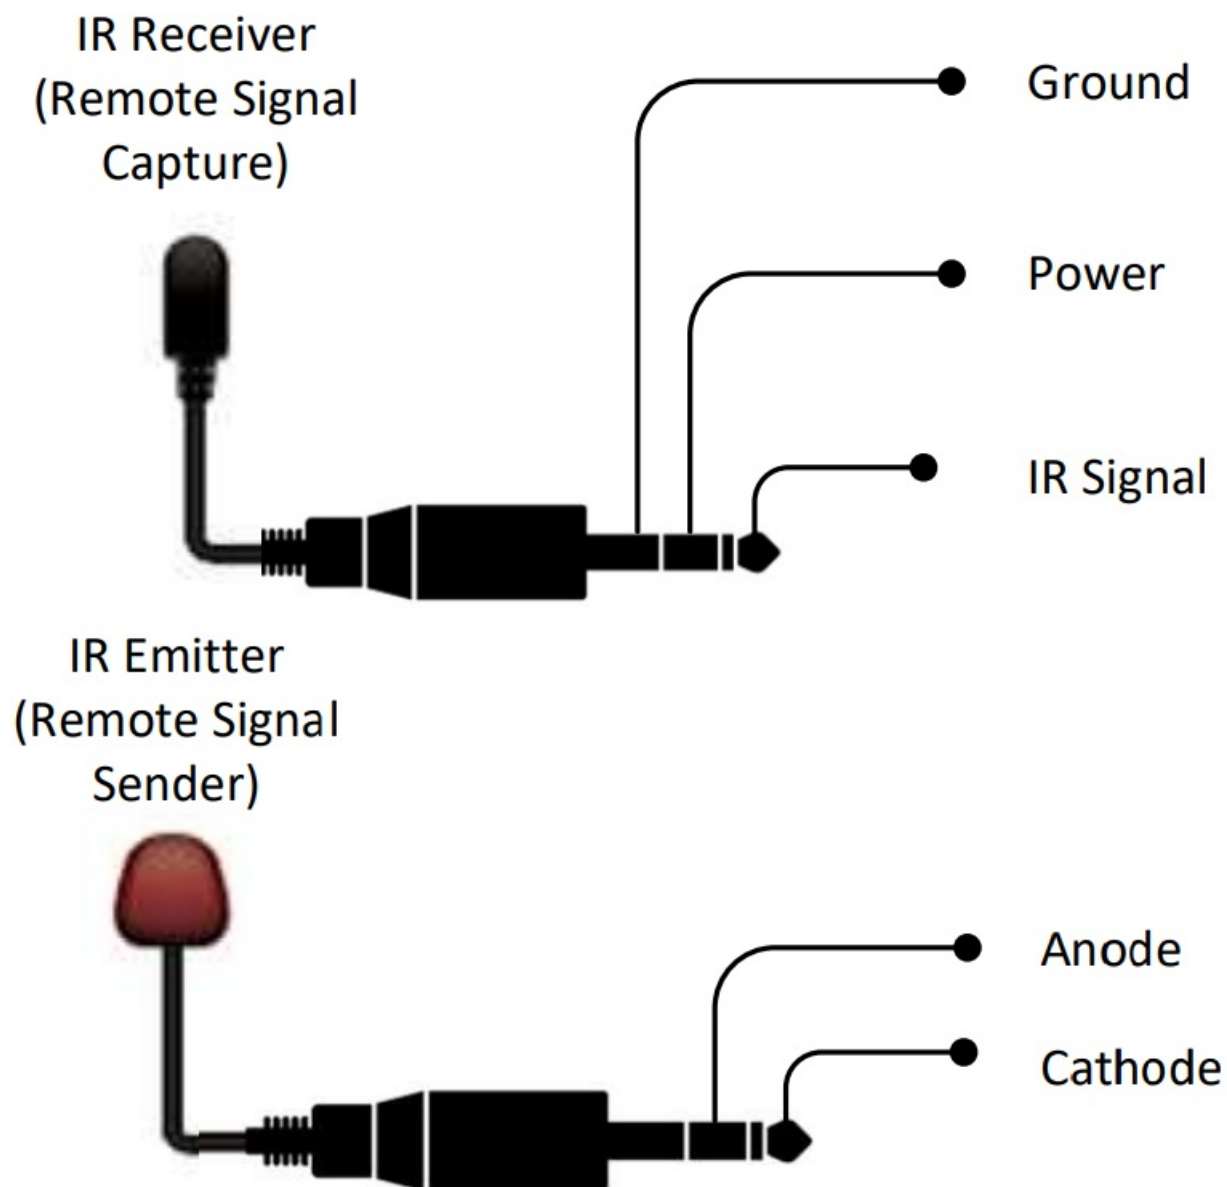 IR Receiver
(Remote Signal
Capture)
Ground
Power
IR Signal
IR Emitter
(Remote Signal
Sender)
Anode
Cathode